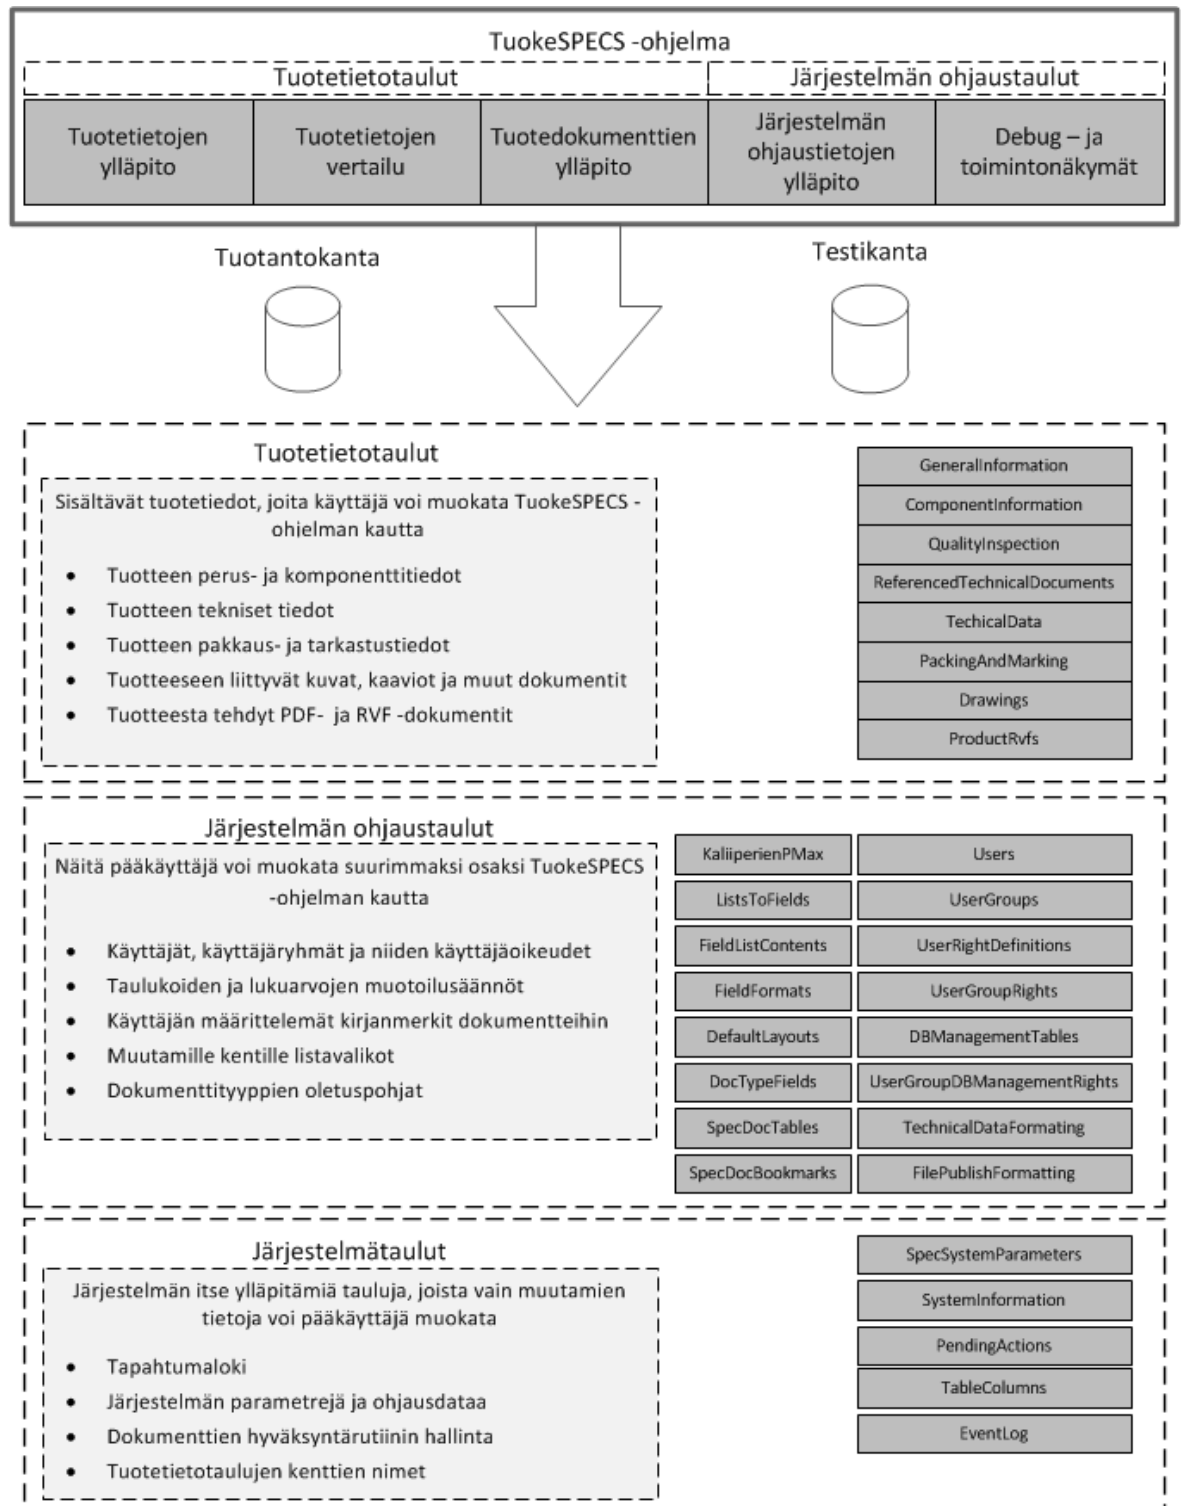 TuokeSPECS -ohjelma
Tuotetietotaulut
Järjestelmän ohjaustaulut
Tuotetietojen
ylläpito
Tuotetietojen
vertailu
Tuotedokumenttien
ylläpito
Järjestelmän
ohjaustietojen
ylläpito
Debug – ja
toimintonäkymät
Tuotantokanta
Testikanta
Tuotetietotaulut
Sisältävät tuotetiedot, joita käyttäjä voi muokata TuokeSPECS -
ohjelman kautta
• Tuotteen perus- ja komponenttitiedot
• Tuotteen tekniset tiedot
• Tuotteen pakkaus- ja tarkastustiedot
• Tuotteeseen liittyvät kuvat, kaaviot ja muut dokumentit
• Tuotteesta tehdyt PDF- ja RVF -dokumentit
GeneralInformation
ComponentInformation
QualityInspection
ReferencedTechnicalDocuments
TechicalData
PackingAndMarking
Drawings
ProductRvfs
Järjestelmän ohjaustaulut
Näitä pääkäyttäjä voi muokata suurimmaksi osaksi TuokeSPECS
-ohjelman kautta
• Käyttäjät, käyttäjäryhmät ja niiden käyttäjäoikeudet
• Taulukoiden ja lukuarvojen muotoilusäännöt
• Käyttäjän määrittelemät kirjanmerkit dokumentteihin
• Muutamille kentille listavalikot
• Dokumenttityyppien oletuspohjat
KaliiperienPMax
ListsToFields
FieldListContents
FieldFormats
DefaultLayouts
DocTypeFields
SpecDocTables
SpecDocBookmarks
Users
UserGroups
UserRightDefinitions
UserGroupRights
DBManagementTables
UserGroupDBManagementRights
TechnicalDataFormating
FilePublishFormatting
Järjestelmätaulut
Järjestelmän itse ylläpitämiä tauluja, joista vain muutamien
tietoja voi pääkäyttäjä muokata
• Tapahtumaloki
• Järjestelmän parametrejä ja ohjausdataa
• Dokumenttien hyväksyntärutiinin hallinta
• Tuotetietotaulujen kenttien nimet
SpecSystemParameters
SystemInformation
PendingActions
TableColumns
EventLog